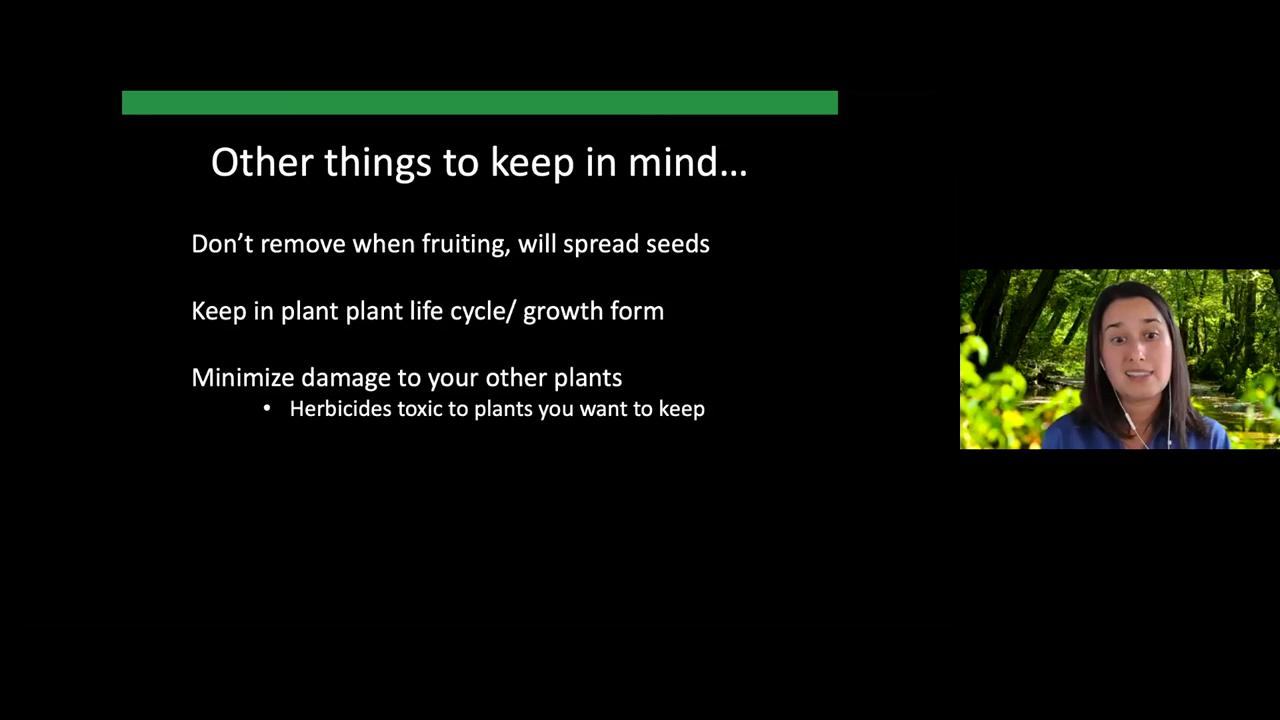 Other things to keep in mind…
Don’t remove when fruiting, will spread seeds
Keep in plant plant life cycle/ growth form
Minimize damage to your other plants
• Herbicides toxic to plants you want to keep